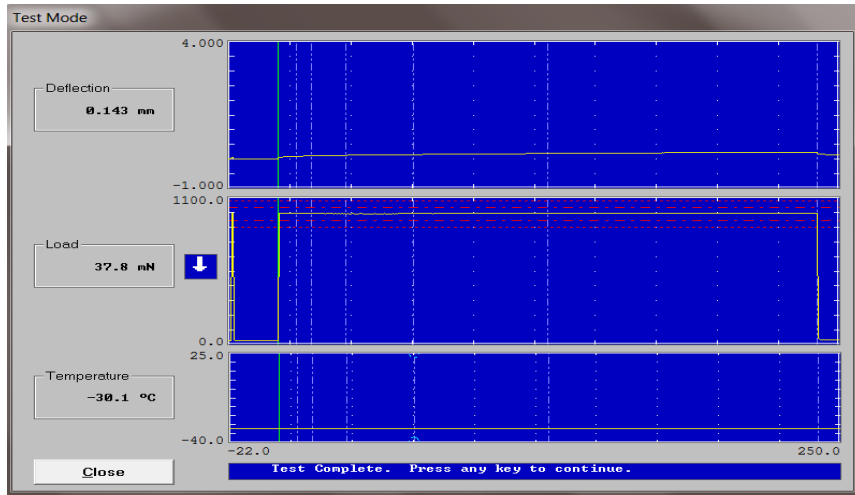 Test Mode
4.000
Deflection
0.143 mm
-1.000
1100.0
Load
37.8 mN
0.0
25.0
Temperature
-30.1 ºC
-40.0
-22.0 250.0
Close Test Complete. Press any key to continue.